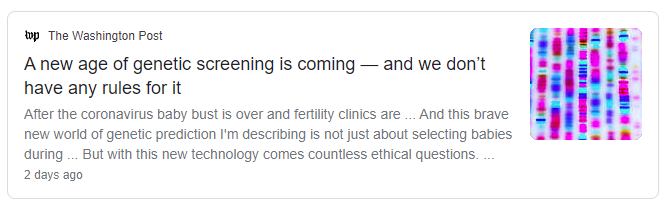 wp The Washington Post
A new age of genetic screening is coming — and we don’t
have any rules for it
After the coronavirus baby bust is over and fertility clinics are ... And this brave
new world of genetic prediction I'm describing is not just about selecting babies
during ... But with this new technology comes countless ethical questions. ...
2 days ago